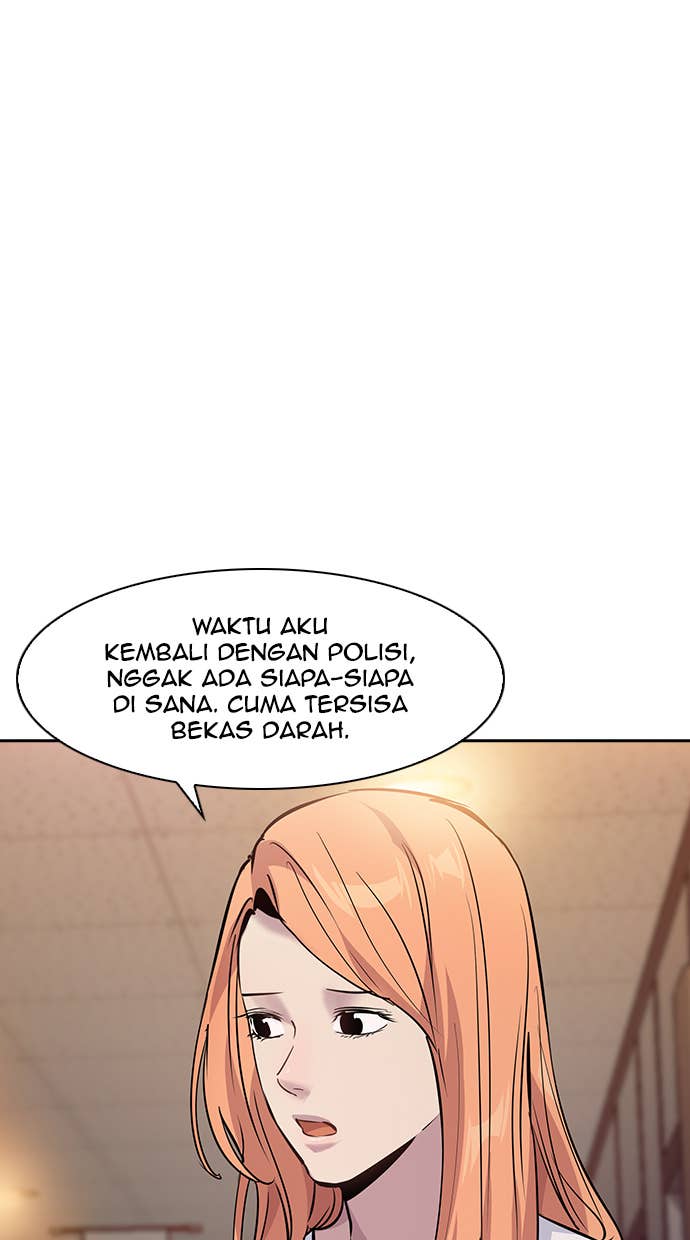 WAKTU AKU
KEMBALI DENGAN POLISI,
NGGAK ADA SIAPA-SIAPA
DI SANA. CUMA TERSISA
BEKAS DARAH.